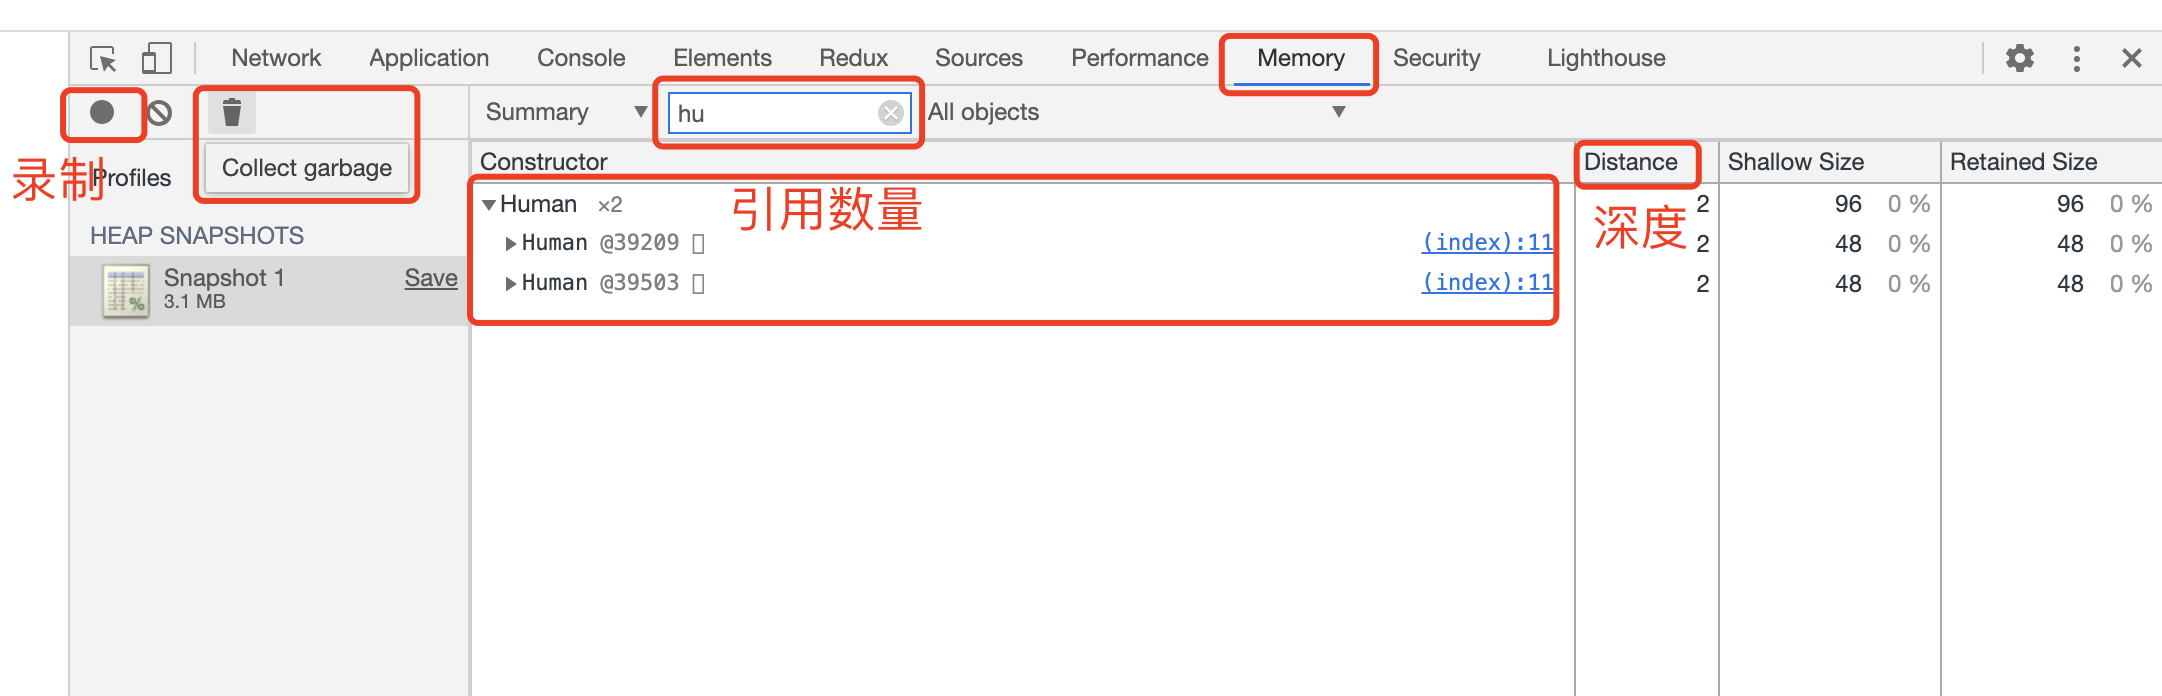 Network Application Console Elements Redux Sources Performance Memory Security Lighthouse
Summary hu All objects
Collect garbage
录制
Profiles
Constructor Distance Shallow Size Retained Size
Human ×2 2 96 0 % 96 0 %
引用数量
深度
HEAP SNAPSHOTS
Human @39209 (index):11 2 48 0 % 48 0 %
Snapshot 1 Save
3.1 MB
Human @39503 (index):11 2 48 0 % 48 0 %